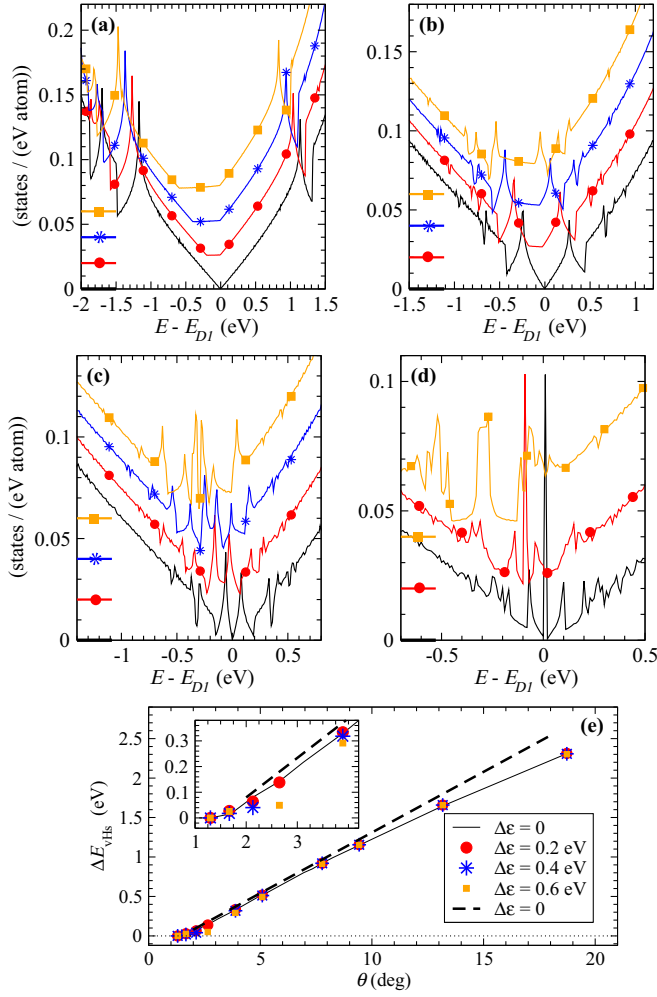 (a)
(b)
(states / (eV atom))
0.2
0.15
0.1
0.05
0
0.15
0.1
0.05
0
-2 -1.5 -1 -0.5 0 0.5 1 1.5
-1.5 -1 -0.5 0 0.5 1
E - E_D1 (eV)
E - E_D1 (eV)
(c)
(d)
(states / (eV atom))
0.1
0.05
0
0.1
0.05
0
-1 -0.5 0 0.5
-0.5 0 0.5
E - E_D1 (eV)
E - E_D1 (eV)
(e)
ΔE_vHs (eV)
2.5
2
1.5
1
0.5
0
0.3
0.2
0.1
0
1 2 3
Δε = 0
Δε = 0.2 eV
Δε = 0.4 eV
Δε = 0.6 eV
Δε = 0
0 5 10 15 20
θ (deg)